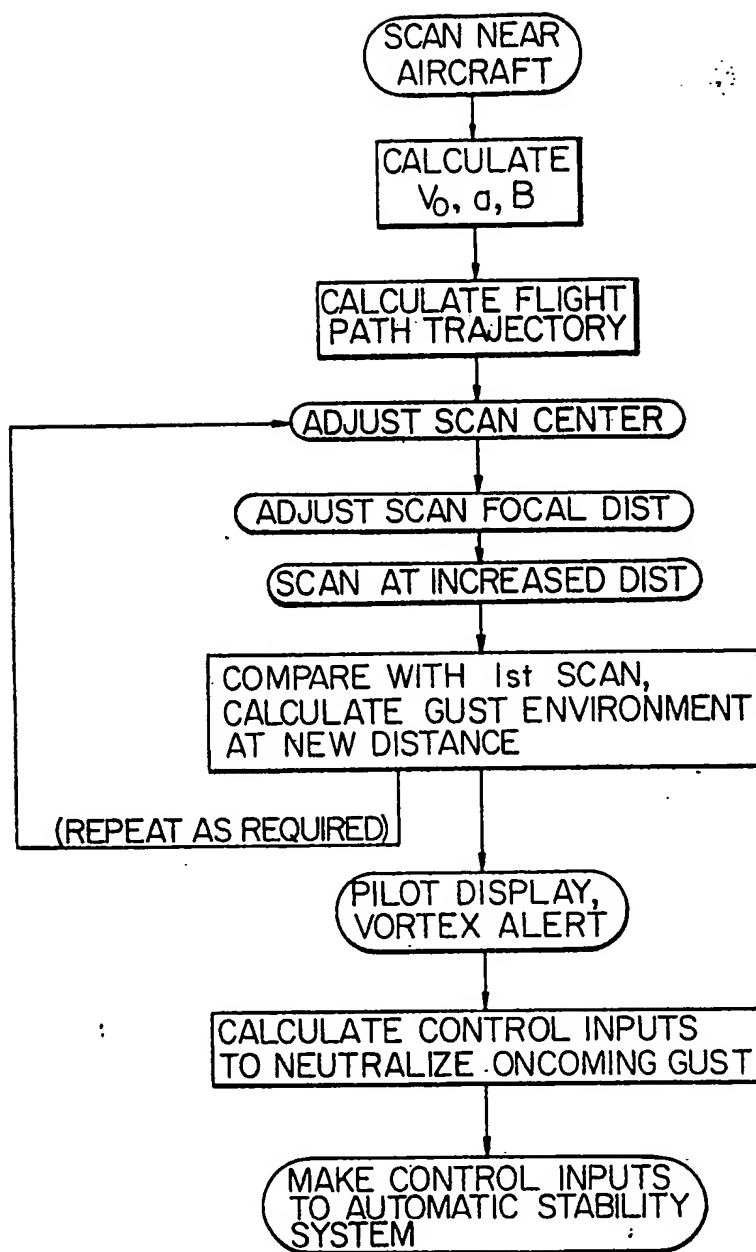 SCAN NEAR
AIRCRAFT
CALCULATE
V₀, a, B
CALCULATE FLIGHT
PATH TRAJECTORY
ADJUST SCAN CENTER
ADJUST SCAN FOCAL DIST
SCAN AT INCREASED DIST
COMPARE WITH 1st SCAN,
CALCULATE GUST ENVIRONMENT
AT NEW DISTANCE
(REPEAT AS REQUIRED)
PILOT DISPLAY,
VORTEX ALERT
CALCULATE CONTROL INPUTS
TO NEUTRALIZE ONCOMING GUST
MAKE CONTROL INPUTS
TO AUTOMATIC STABILITY
SYSTEM